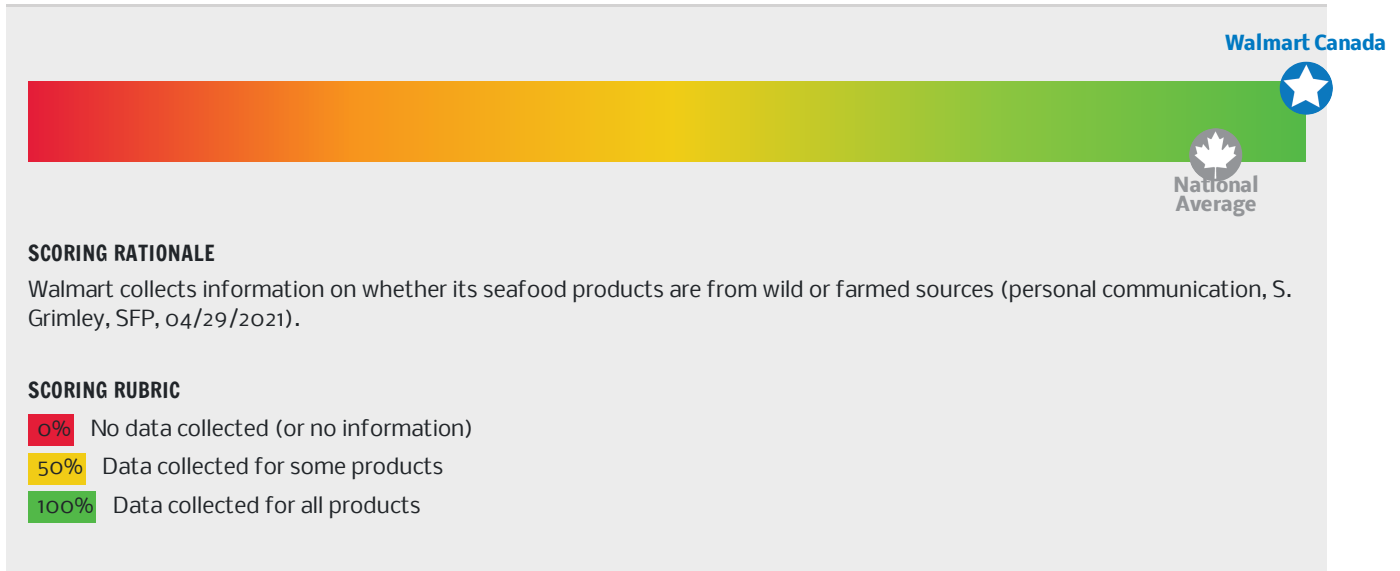 Walmart Canada
National
Average
SCORING RATIONALE
Walmart collects information on whether its seafood products are from wild or farmed sources (personal communication, S.
Grimley, SFP, 04/29/2021).
SCORING RUBRIC
0% No data collected (or no information)
50% Data collected for some products
100% Data collected for all products